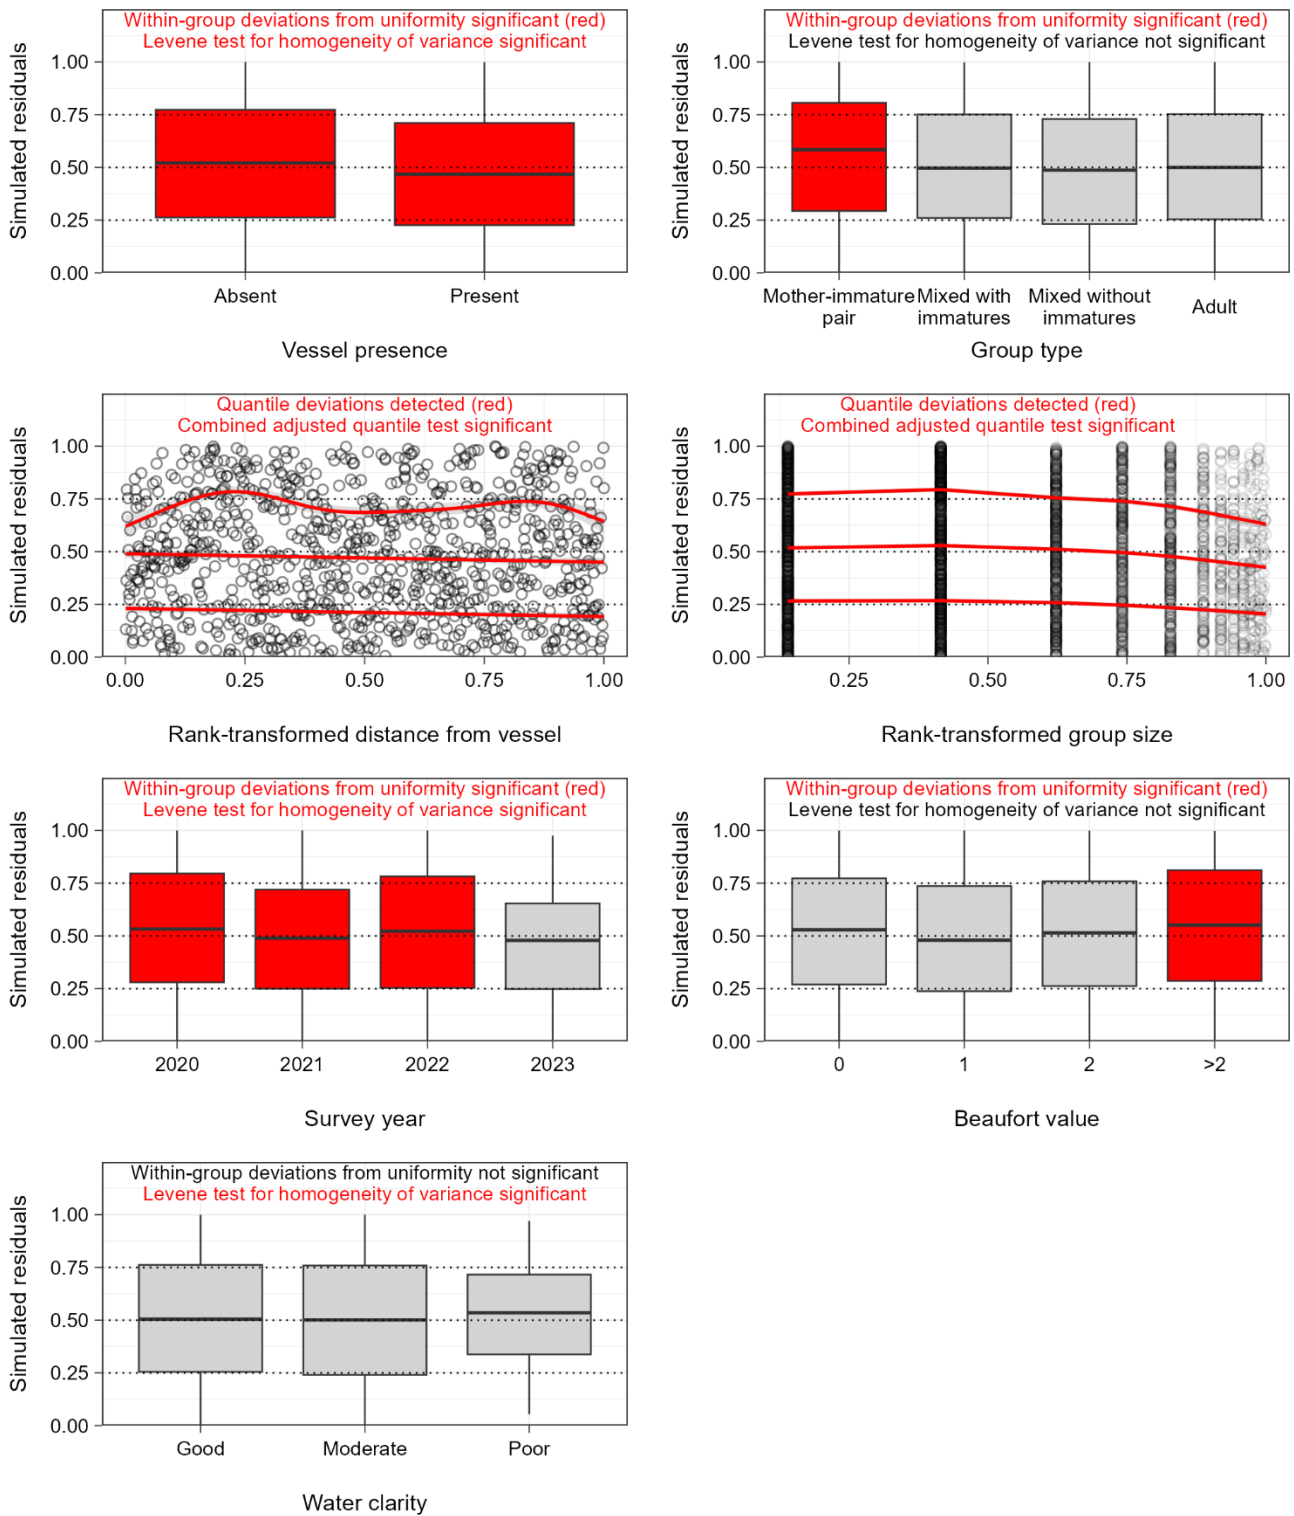 Within-group deviations from uniformity significant (red)
Levene test for homogeneity of variance significant
Simulated residuals
1.00
0.75
0.50
0.25
0.00
Absent
Present
Vessel presence
Within-group deviations from uniformity significant (red)
Levene test for homogeneity of variance not significant
Simulated residuals
1.00
0.75
0.50
0.25
0.00
Mother-immature
pair
Mixed with
immatures
Mixed without
immatures
Adult
Group type
Quantile deviations detected (red)
Combined adjusted quantile test significant
Simulated residuals
1.00
0.75
0.50
0.25
0.00
0.00
0.25
0.50
0.75
1.00
Rank-transformed distance from vessel
Quantile deviations detected (red)
Combined adjusted quantile test significant
Simulated residuals
1.00
0.75
0.50
0.25
0.00
0.25
0.50
0.75
1.00
Rank-transformed group size
Within-group deviations from uniformity significant (red)
Levene test for homogeneity of variance significant
Simulated residuals
1.00
0.75
0.50
0.25
0.00
2020
2021
2022
2023
Survey year
Within-group deviations from uniformity significant (red)
Levene test for homogeneity of variance not significant
Simulated residuals
1.00
0.75
0.50
0.25
0.00
0
1
2
>2
Beaufort value
Within-group deviations from uniformity not significant
Levene test for homogeneity of variance significant
Simulated residuals
1.00
0.75
0.50
0.25
0.00
Good
Moderate
Poor
Water clarity